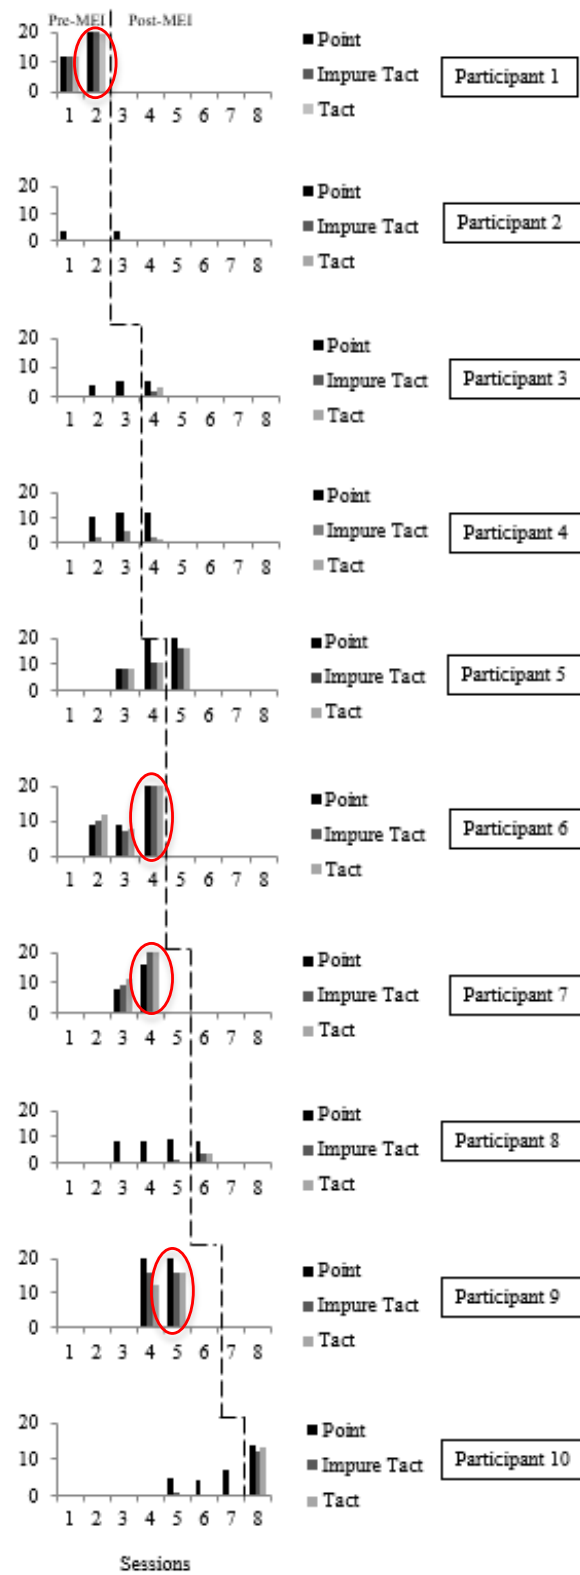 Pre-MEI Post-MEI
20
10
0
1 2 3 4 5 6 7 8
Point
Impure Tact
Tact
Participant 1
20
10
0
1 2 3 4 5 6 7 8
Point
Impure Tact
Tact
Participant 2
20
10
0
1 2 3 4 5 6 7 8
Point
Impure Tact
Tact
Participant 3
20
10
0
1 2 3 4 5 6 7 8
Point
Impure Tact
Tact
Participant 4
20
10
0
1 2 3 4 5 6 7 8
Point
Impure Tact
Tact
Participant 5
20
10
0
1 2 3 4 5 6 7 8
Point
Impure Tact
Tact
Participant 6
20
10
0
1 2 3 4 5 6 7 8
Point
Impure Tact
Tact
Participant 7
20
10
0
1 2 3 4 5 6 7 8
Point
Impure Tact
Tact
Participant 8
20
10
0
1 2 3 4 5 6 7 8
Point
Impure Tact
Tact
Participant 9
20
10
0
1 2 3 4 5 6 7 8
Point
Impure Tact
Tact
Participant 10
Sessions